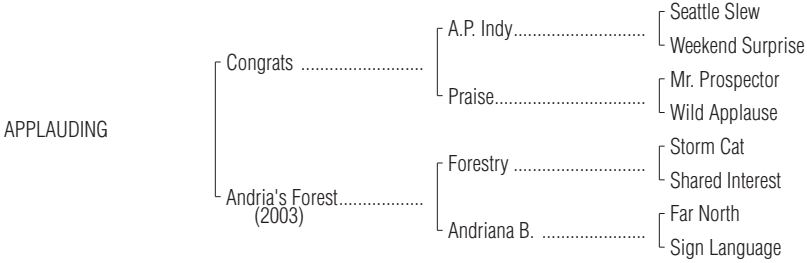 Seattle Slew
A.P. Indy............................
Weekend Surprise
Congrats ..........................
Mr. Prospector
Praise................................
Wild Applause
APPLAUDING
Storm Cat
Forestry ............................
Shared Interest
Andria's Forest..................
(2003)
Far North
Andriana B. ......................
Sign Language